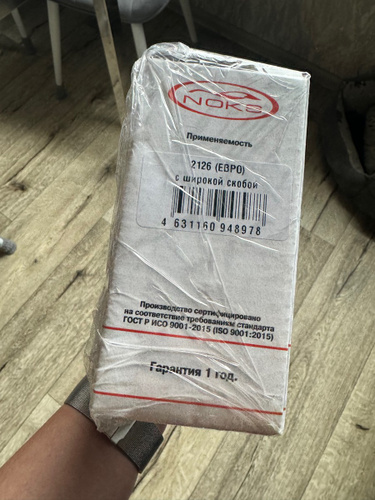 NOKS
Применяемость
2126 (ЕВРО)
с широкой скобой
4 631160 948978
Производство сертифицировано
на соответствие требованиям стандарта
ГОСТ Р ИСО 9001-2015 (ISO 9001:2015)
Гарантия 1 год.